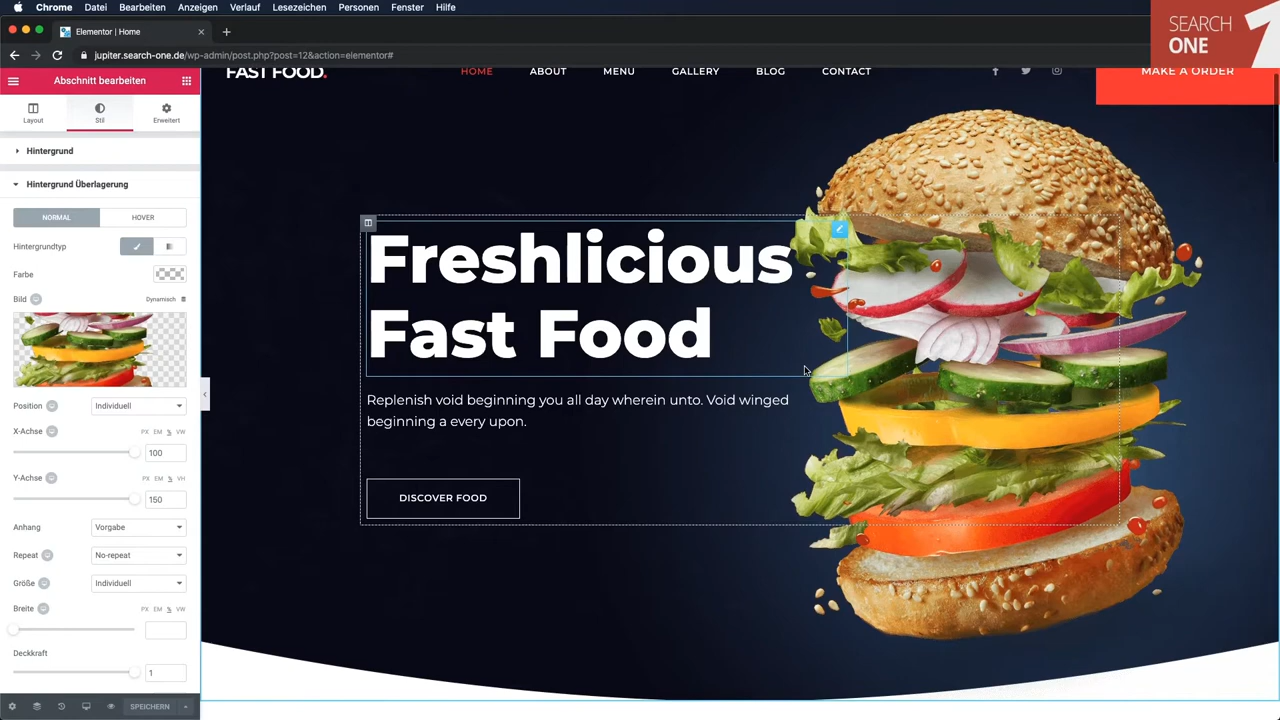 Chrome Datei Bearbeiten Anzeigen Verlauf Lesezeichen Personen Fenster Hilfe
SEARCH
ONE
1
Elementor | Home
jupiter.search-one.de/wp-admin/post.php?post=12&action=elementor#
Abschnitt bearbeiten
FAST FOOD.
HOME ABOUT MENU GALLERY BLOG CONTACT
MAKE A ORDER
Layout Stil Erweitert
Hintergrund
Hintergrund Überlagerung
NORMAL HOVER
Hintergrundtyp
Farbe
Bild Dynamisch
Position Individuell
X-Achse PX EM % VW
100
Y-Achse PX EM % VH
150
Anhang Vorgabe
Repeat No-repeat
Größe Individuell
Breite PX EM % VW
Deckkraft
1
SPEICHERN
Freshlicious
Fast Food
Replenish void beginning you all day wherein unto. Void winged
beginning a every upon.
DISCOVER FOOD